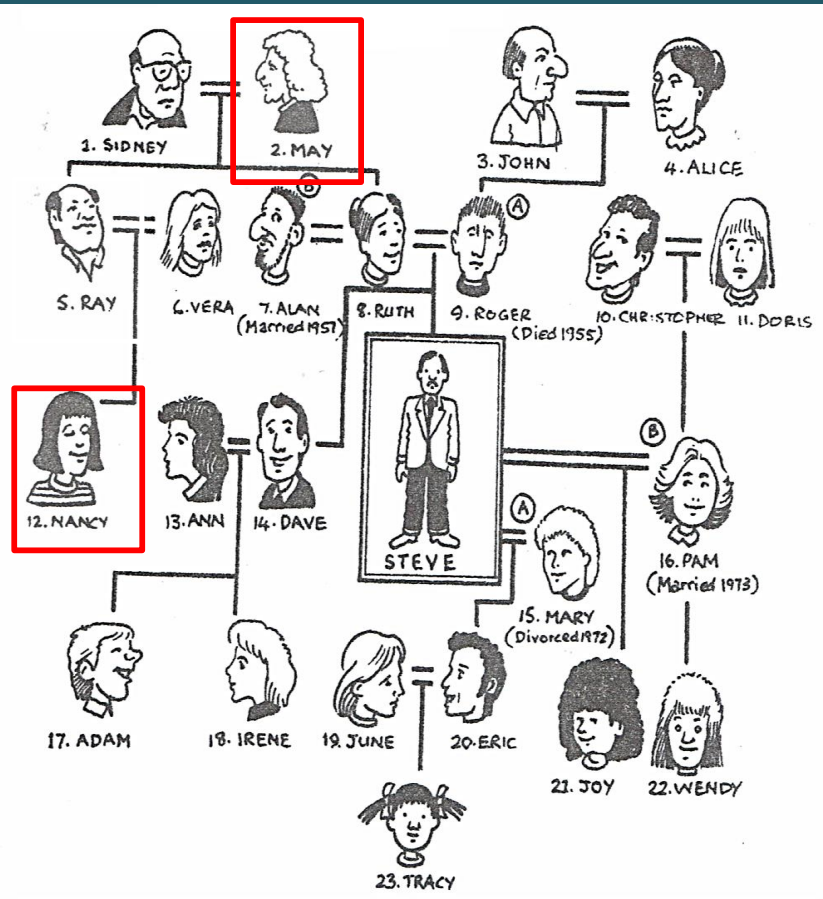 1. SIDNEY
2. MAY
3. JOHN
4. ALICE
B
A
5. RAY
6. VERA
7. ALAN
(Married 1957)
8. RUTH
9. ROGER
(Died 1955)
10. CHRISTOPHER
11. DORIS
B
12. NANCY
13. ANN
14. DAVE
A
STEVE
15. MARY
(Divorced 1972)
16. PAM
(Married 1973)
17. ADAM
18. IRENE
19. JUNE
20. ERIC
21. JOY
22. WENDY
23. TRACY